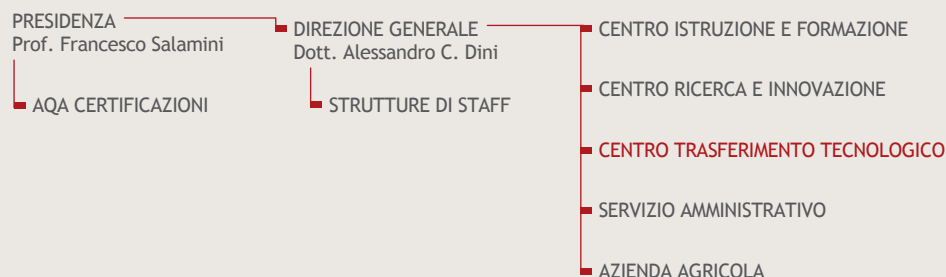 PRESIDENZA
Prof. Francesco Salamini
AQA CERTIFICAZIONI
DIREZIONE GENERALE
Dott. Alessandro C. Dini
STRUTTURE DI STAFF
CENTRO ISTRUZIONE E FORMAZIONE
CENTRO RICERCA E INNOVAZIONE
CENTRO TRASFERIMENTO TECNOLOGICO
SERVIZIO AMMINISTRATIVO
AZIENDA AGRICOLA